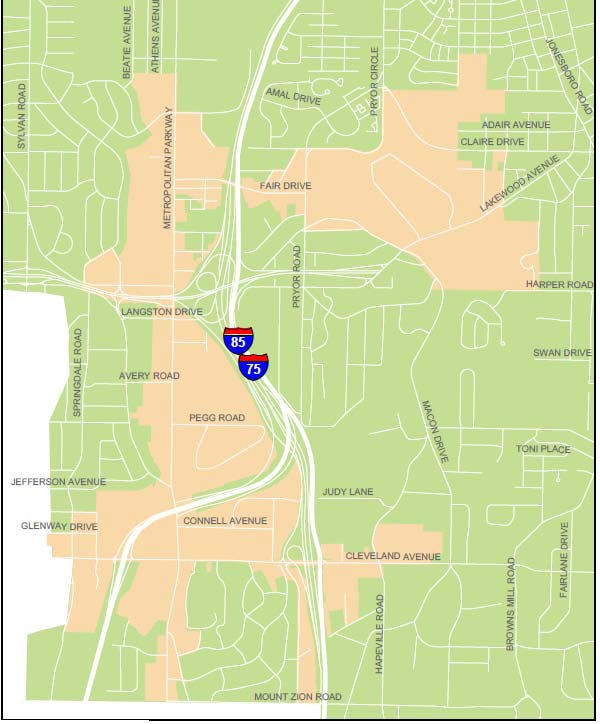 BEATIE AVENUE
ATHENS AVENUE
JONESBORO ROAD
PRYOR CIRCLE
SYLVAN ROAD
AMAL DRIVE
METROPOLITAN PARKWAY
ADAIR AVENUE
CLAIRE DRIVE
LAKEWOOD AVENUE
FAIR DRIVE
PRYOR ROAD
HARPER ROAD
LANGSTON DRIVE
SPRINGDALE ROAD
85
SWAN DRIVE
75
AVERY ROAD
PEGG ROAD
MACON DRIVE
TONI PLACE
JEFFERSON AVENUE
JUDY LANE
GLENWAY DRIVE
CONNELL AVENUE
FAIRLANE DRIVE
CLEVELAND AVENUE
BROWNS MILL ROAD
HAPEVILLE ROAD
MOUNT ZION ROAD